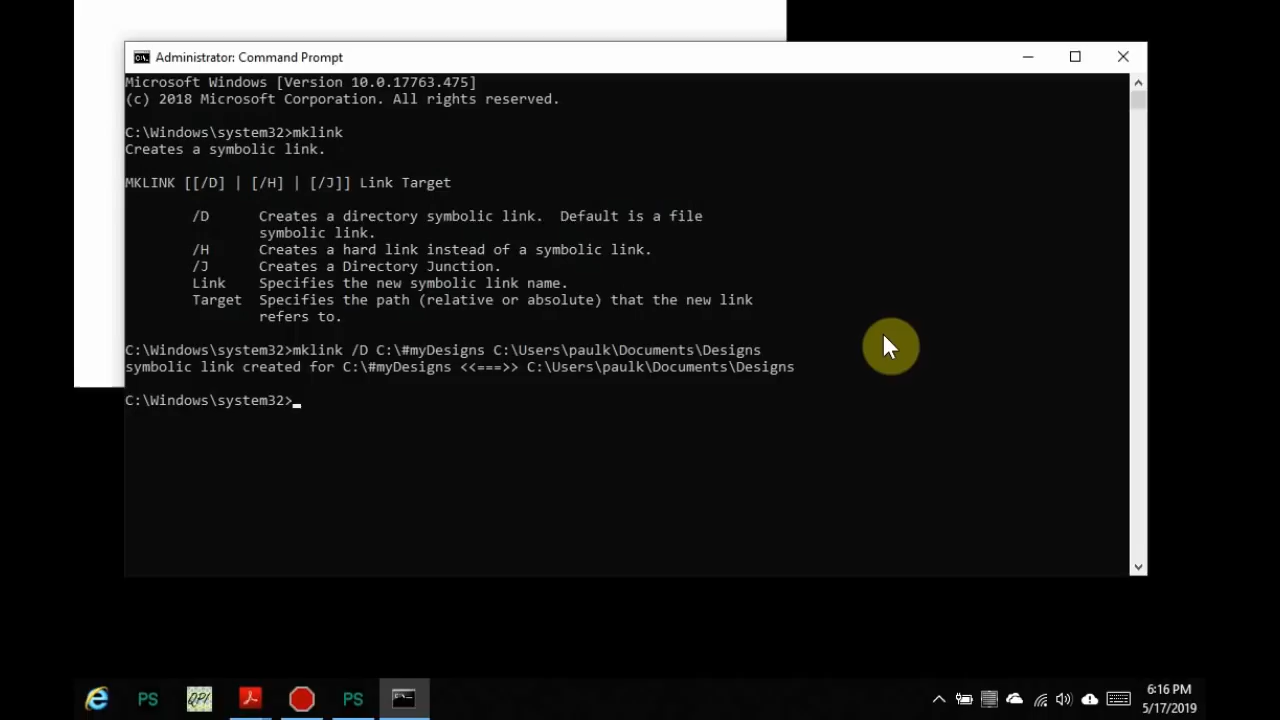 Administrator: Command Prompt
Microsoft Windows [Version 10.0.17763.475]
(c) 2018 Microsoft Corporation. All rights reserved.
C:\Windows\system32>mklink
Creates a symbolic link.
MKLINK [[/D] | [/H] | [/J]] Link Target
/D Creates a directory symbolic link. Default is a file
symbolic link.
/H Creates a hard link instead of a symbolic link.
/J Creates a Directory Junction.
Link Specifies the new symbolic link name.
Target Specifies the path (relative or absolute) that the new link
refers to.
C:\Windows\system32>mklink /D C:\#myDesigns C:\Users\paulk\Documents\Designs
symbolic link created for C:\#myDesigns <<===>> C:\Users\paulk\Documents\Designs
C:\Windows\system32>
PS QPI PS
6:16 PM
5/17/2019